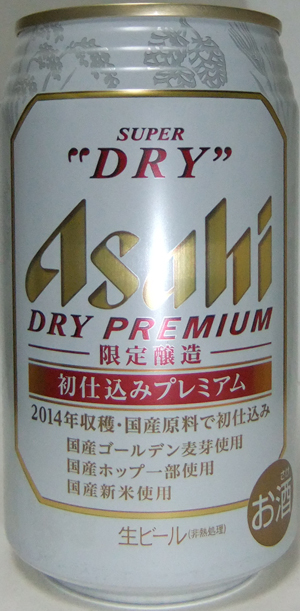 SUPER
"DRY"
Asahi
DRY PREMIUM
限定醸造
初仕込みプレミアム
2014年収穫・国産原料で初仕込み
国産ゴールデン麦芽使用
国産ホップ一部使用
国産新米使用
お酒
生ビール(非熱処理)